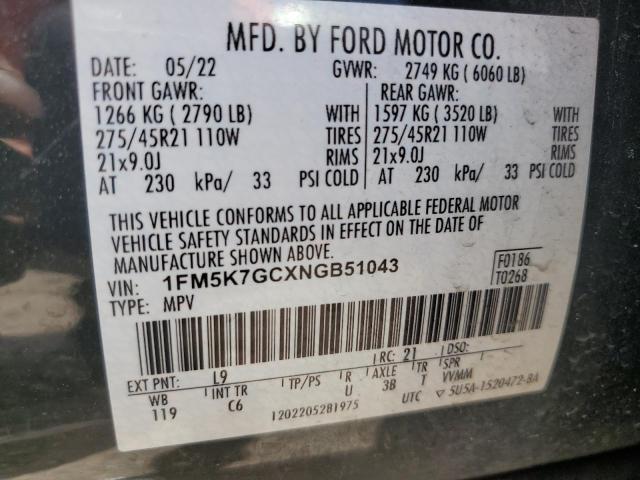 MFD. BY FORD MOTOR CO.
DATE: 05/22 GVWR: 2749 KG ( 6060 LB)
FRONT GAWR: REAR GAWR:
1266 KG ( 2790 LB) WITH 1597 KG ( 3520 LB) WITH
275/45R21 110W TIRES 275/45R21 110W TIRES
21x9.0J RIMS 21x9.0J RIMS
AT 230 kPa/ 33 PSI COLD AT 230 kPa/ 33 PSI COLD
THIS VEHICLE CONFORMS TO ALL APPLICABLE FEDERAL MOTOR
VEHICLE SAFETY STANDARDS IN EFFECT ON THE DATE OF
MANUFACTURE SHOWN ABOVE.
VIN: 1FM5K7GCXNGB51043 F0186
TYPE: MPV T0268
EXT PNT: L9 RC: 21 DSO:
WB INT TR TP/PS R AXLE TR SPR
119 C6 U 3B T VVMM
1202205281975 UTC ▽ 5U5A-1520472-BA